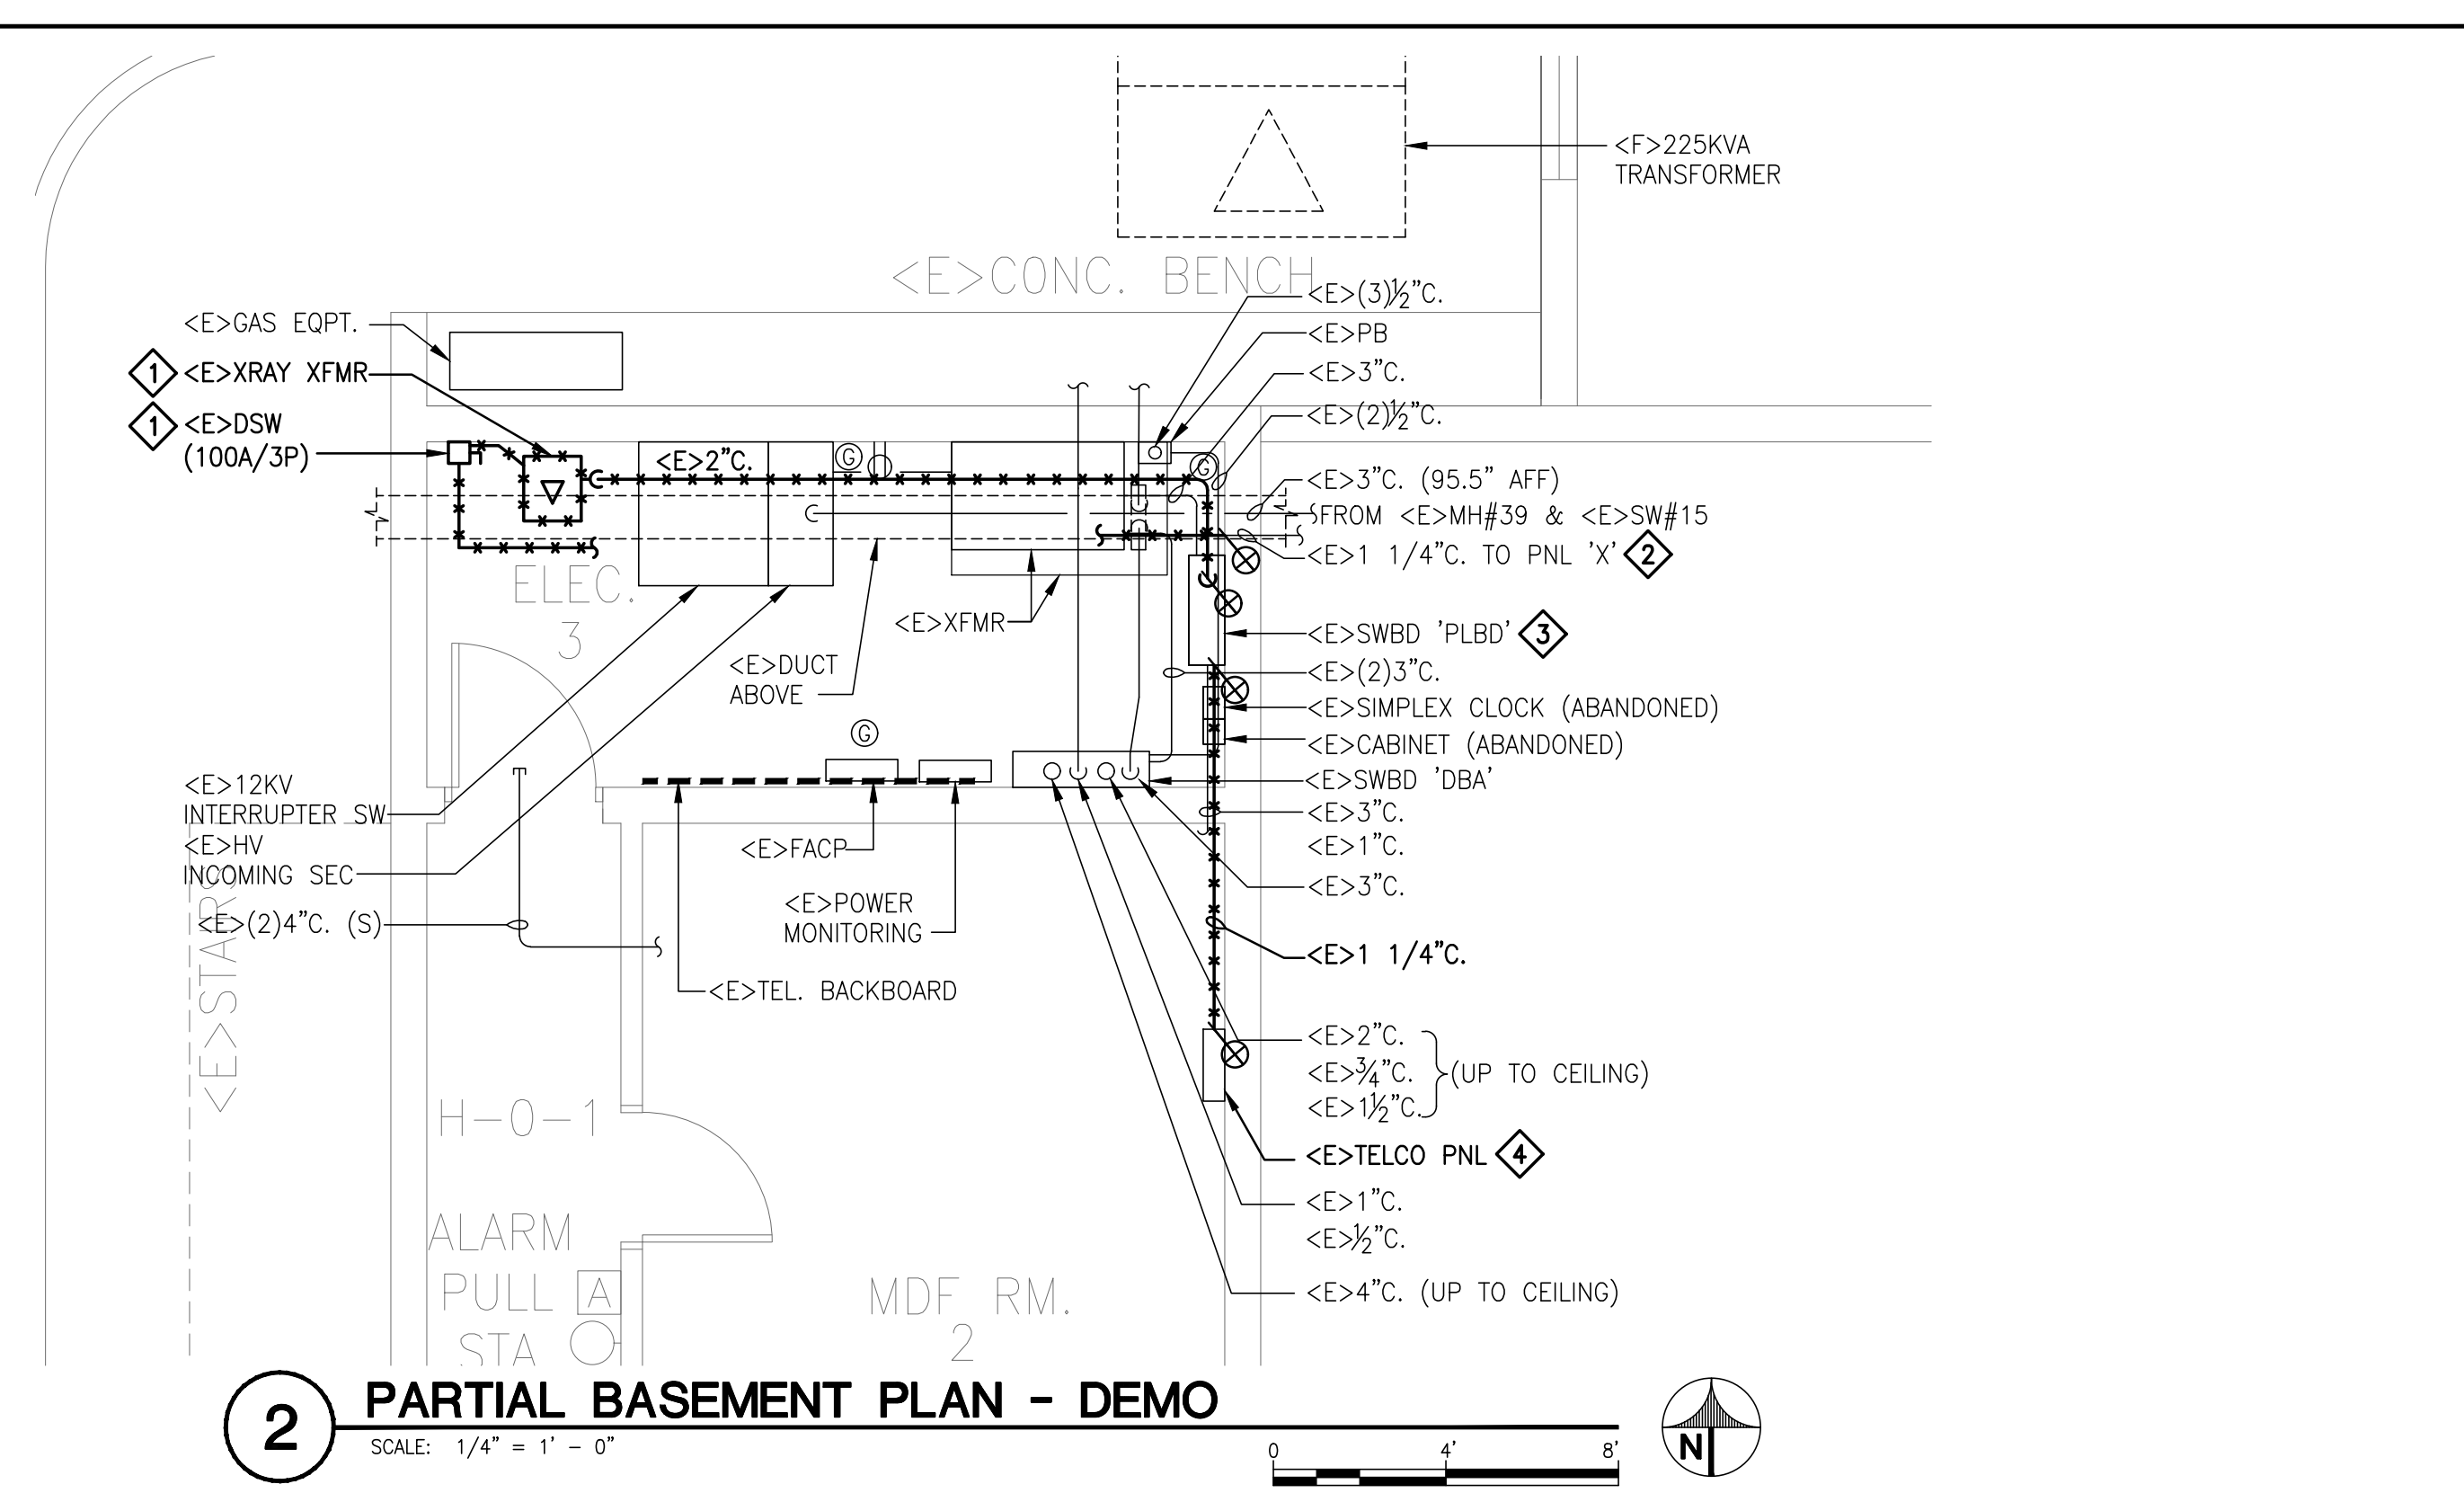 <F>225KVA
TRANSFORMER
<E>CONC. BENCH
<E>GAS EQPT.
1 <E>XRAY XFMR
1 <E>DSW
(100A/3P)
<E>2"C.
G
G
<E>(3)½"C.
<E>PB
<E>3"C.
<E>(2)½"C.
<E>3"C. (95.5" AFF)
FROM <E>MH#39 & <E>SW#15
<E>1 1/4"C. TO PNL 'X' 2
ELEC.
3
<E>XFMR
<E>DUCT
ABOVE
<E>SWBD 'PLBD' 3
<E>(2)3"C.
<E>SIMPLEX CLOCK (ABANDONED)
<E>CABINET (ABANDONED)
<E>SWBD 'DBA'
<E>3"C.
<E>1"C.
<E>3"C.
G
<E>12KV
INTERRUPTER SW
<E>HV
INCOMING SEC
<E>(2)4"C. (S)
<E>STAIRS
<E>FACP
<E>POWER
MONITORING
<E>TEL. BACKBOARD
<E>1 1/4"C.
<E>2"C.
<E>¾"C.
<E>1½"C.
(UP TO CEILING)
<E>TELCO PNL 4
<E>1"C.
<E>½"C.
<E>4"C. (UP TO CEILING)
H-0-1
ALARM
PULL A
STA
MDF RM.
2
2 PARTIAL BASEMENT PLAN - DEMO
SCALE: 1/4" = 1' - 0"
0 4' 8'
N